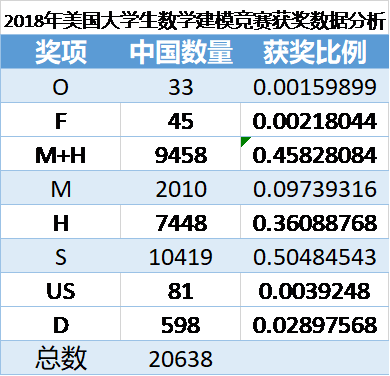 2018年美国大学生数学建模竞赛获奖数据分析
奖项 中国数量 获奖比例
O 33 0.00159899
F 45 0.00218044
M+H 9458 0.45828084
M 2010 0.09739316
H 7448 0.36088768
S 10419 0.50484543
US 81 0.0039248
D 598 0.02897568
总数 20638